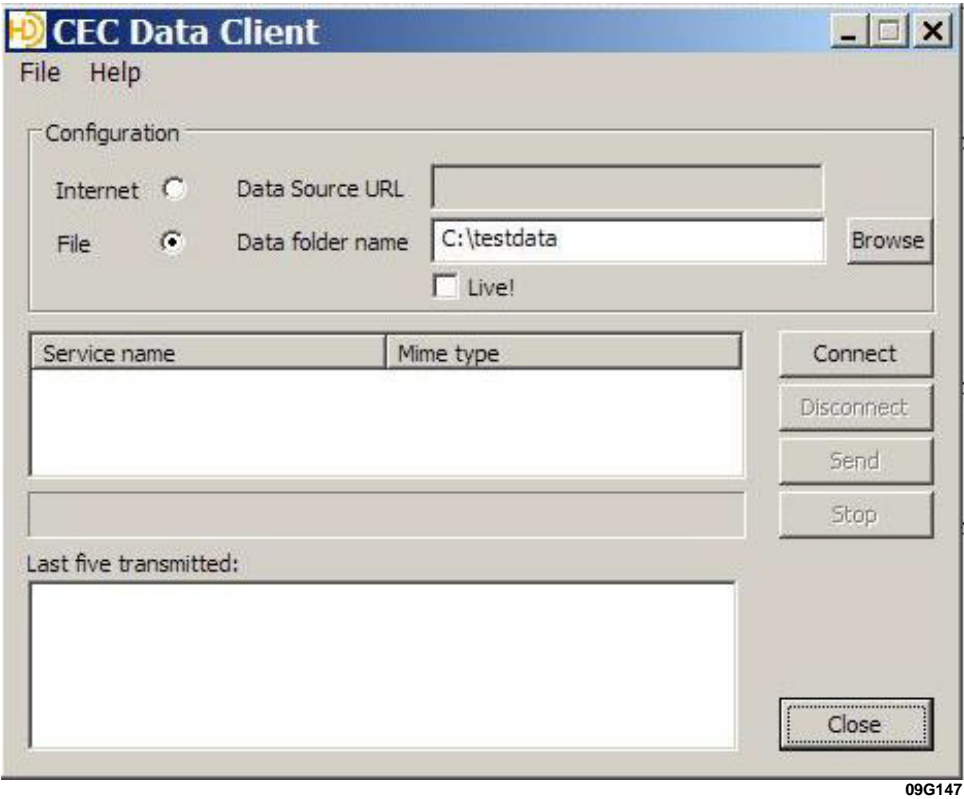 HD CEC Data Client
File Help
Configuration
Internet Data Source URL
File Data folder name C:\testdata Browse
Live!
Service name Mime type Connect
Disconnect
Send
Stop
Last five transmitted:
Close
09G147